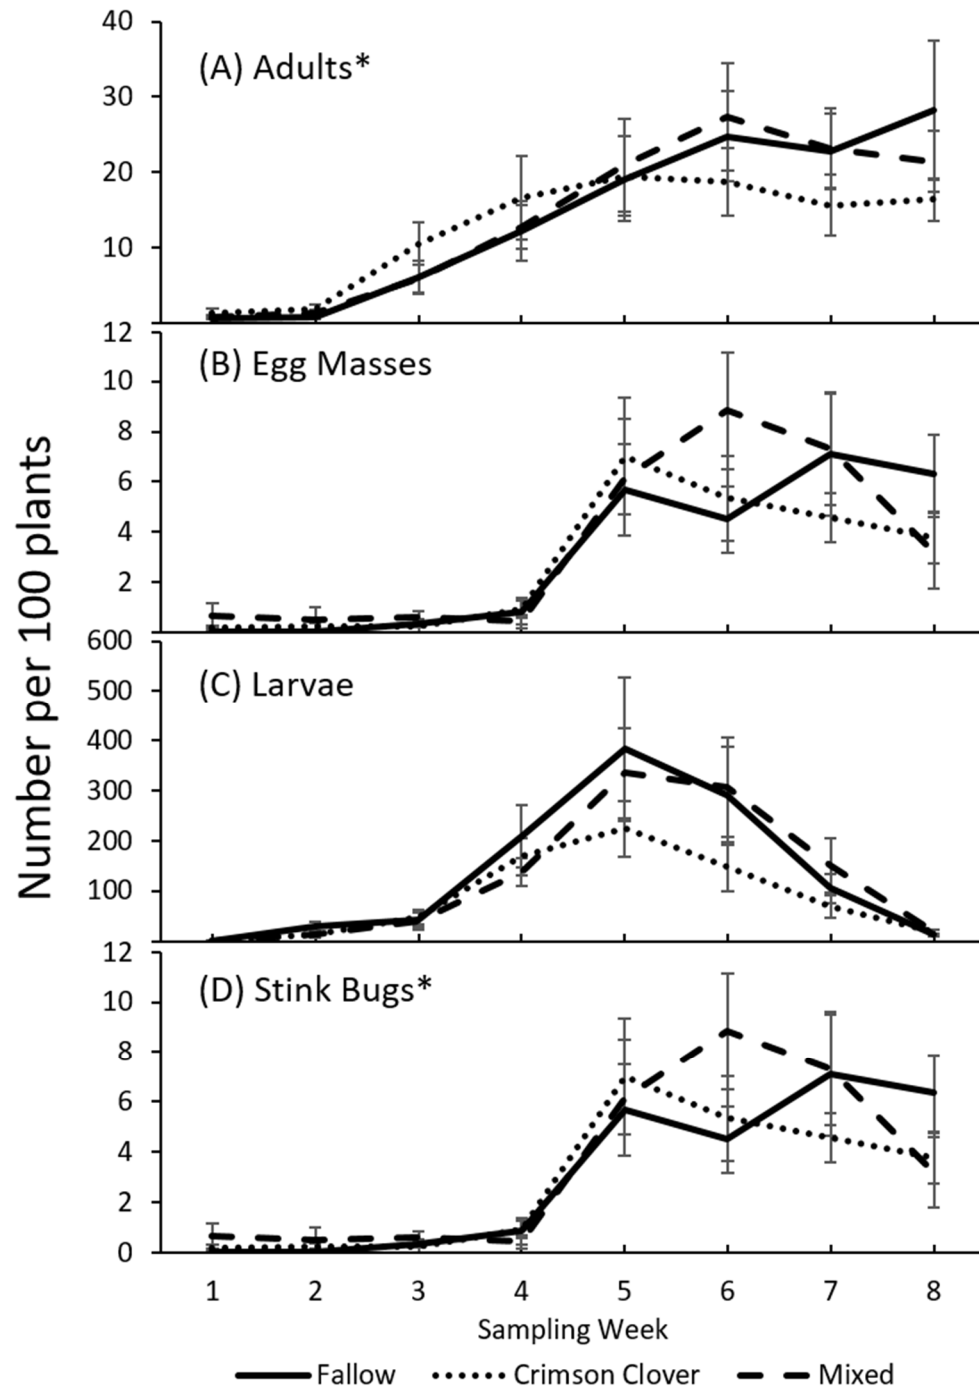 Number per 100 plants
(A) Adults*
40
30
20
10
(B) Egg Masses
12
10
8
6
4
2
(C) Larvae
600
500
400
300
200
100
(D) Stink Bugs*
12
10
8
6
4
2
0
1 2 3 4 5 6 7 8
Sampling Week
Fallow Crimson Clover Mixed